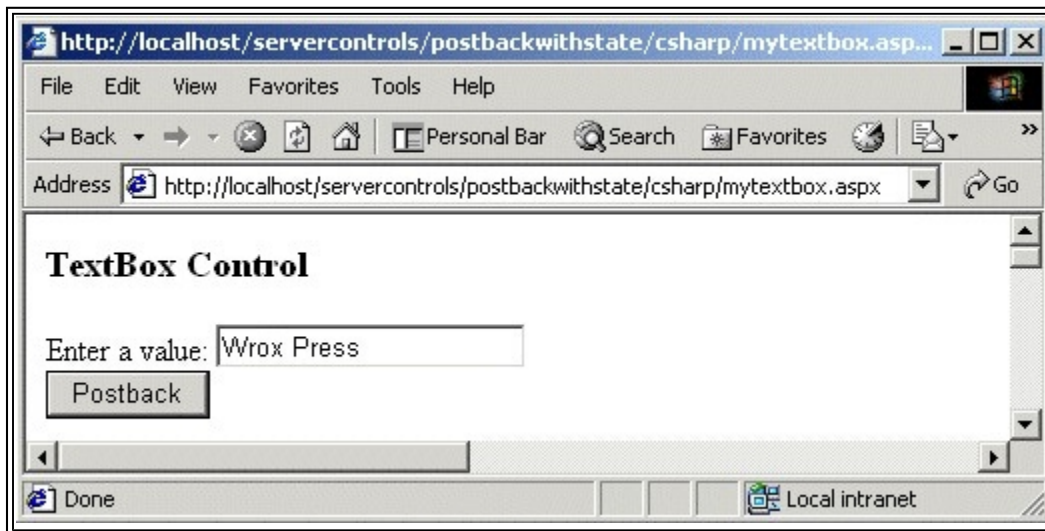 http://localhost/servercontrols/postbackwithstate/csharp/mytextbox.asp...
File Edit View Favorites Tools Help
Back Personal Bar Search Favorites »
Address http://localhost/servercontrols/postbackwithstate/csharp/mytextbox.aspx Go
TextBox Control
Enter a value: Wrox Press
Postback
Done Local intranet